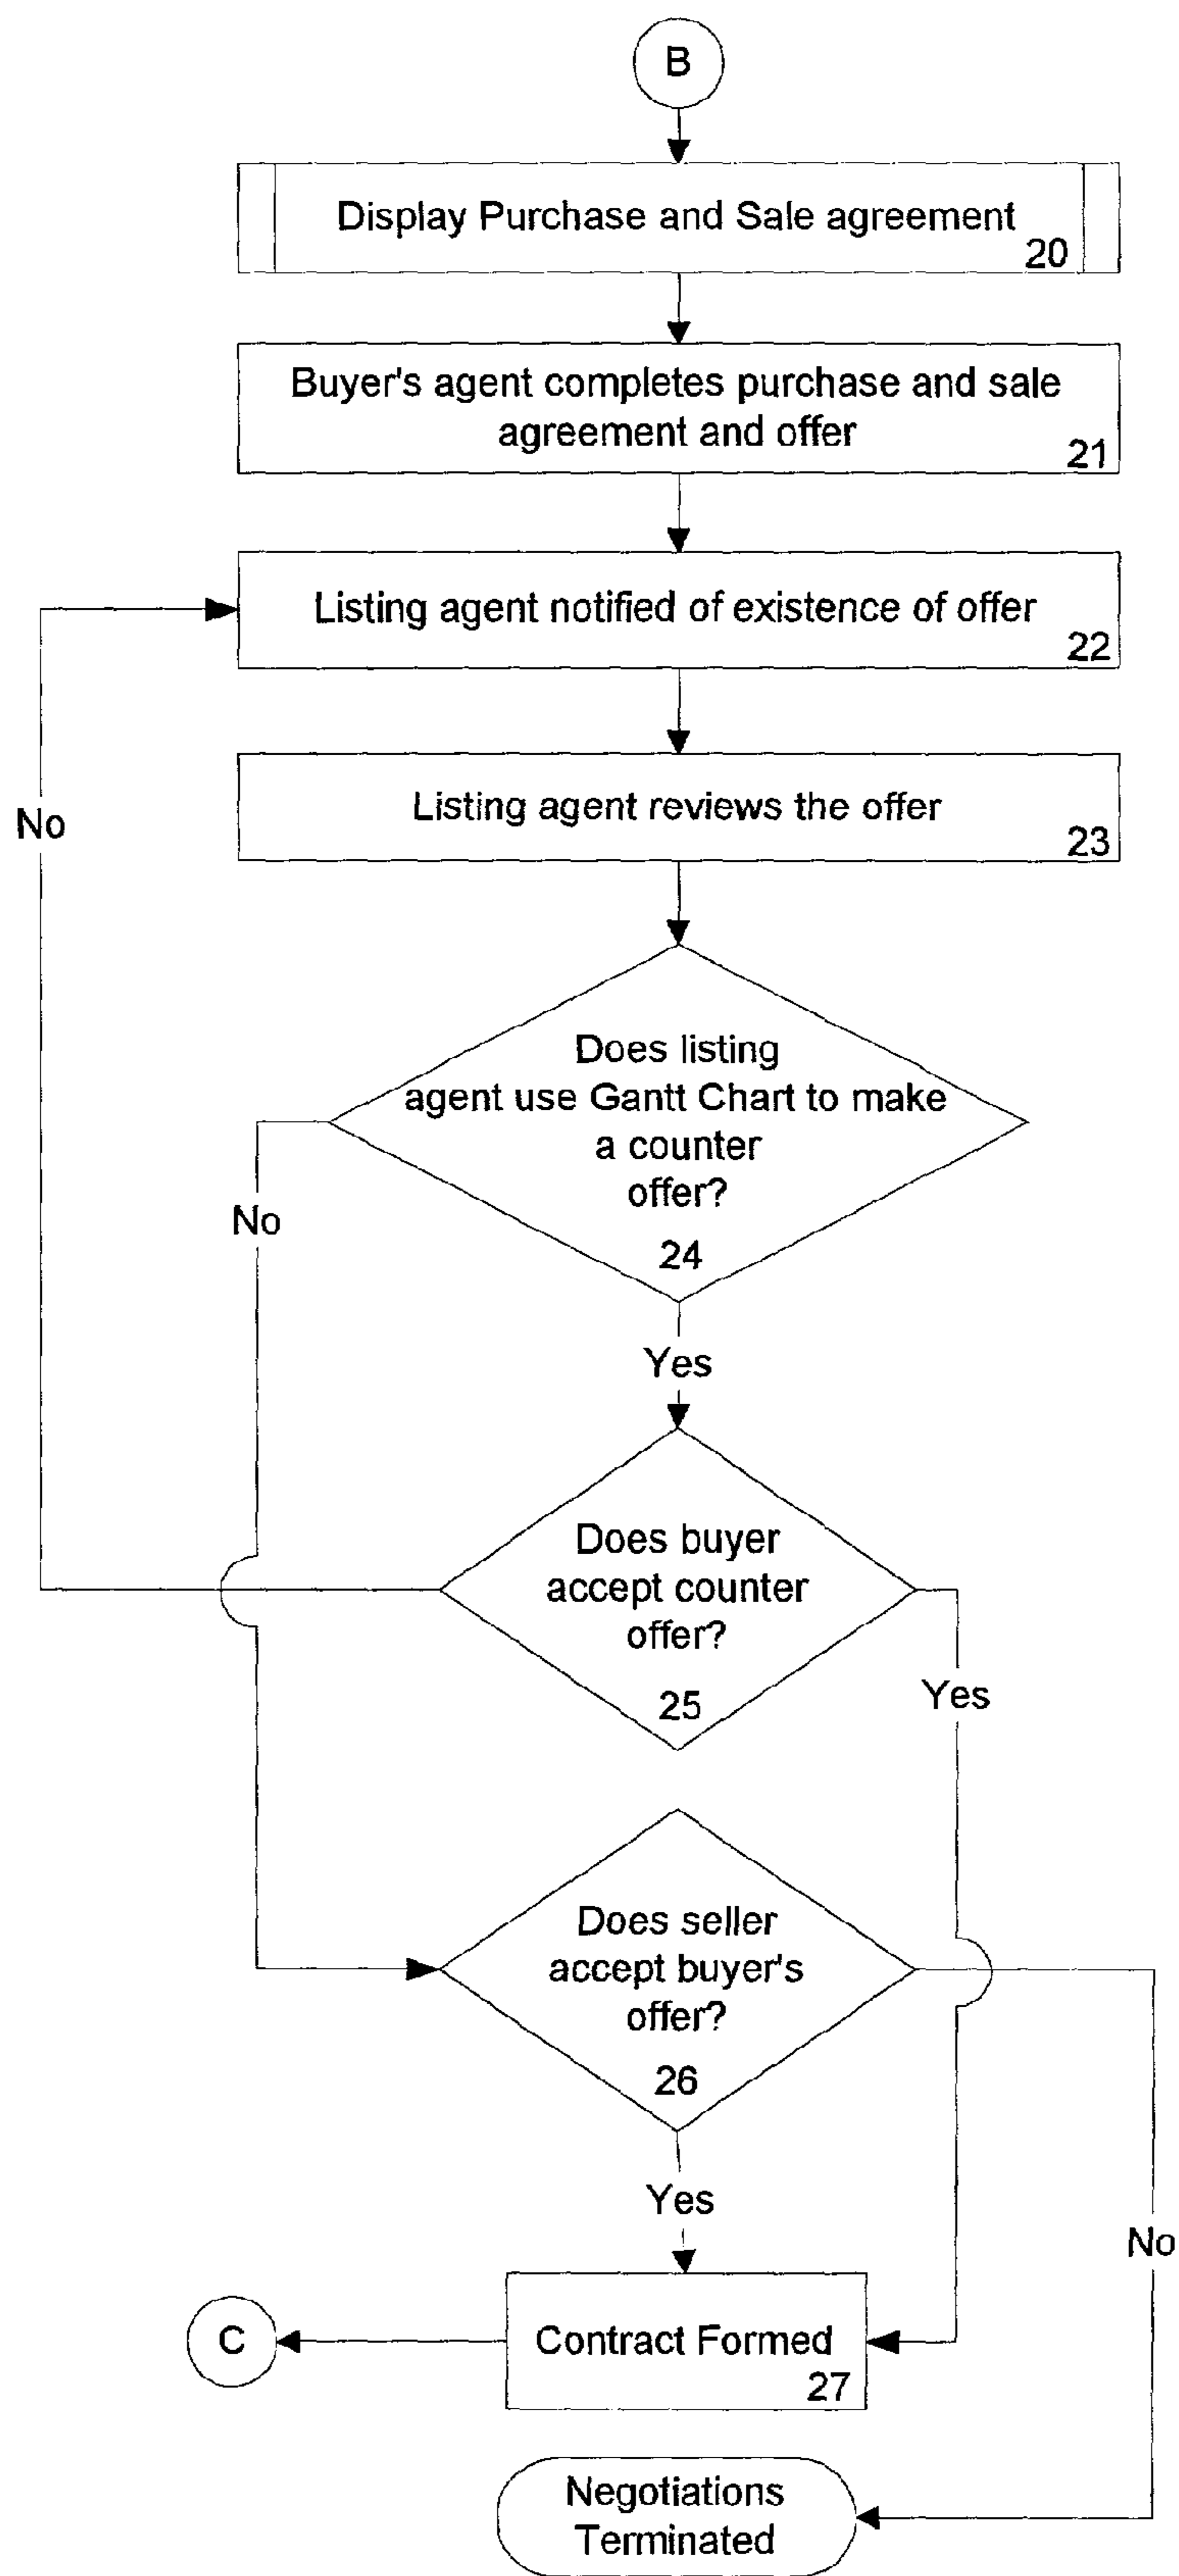 B
Display Purchase and Sale agreement
20
Buyer's agent completes purchase and sale
agreement and offer
21
Listing agent notified of existence of offer
22
Listing agent reviews the offer
23
No
Does listing
agent use Gantt Chart to make
a counter
offer?
24
No
Yes
Does buyer
accept counter
offer?
25
Yes
Does seller
accept buyer's
offer?
26
Yes
No
C
Contract Formed
27
Negotiations
Terminated